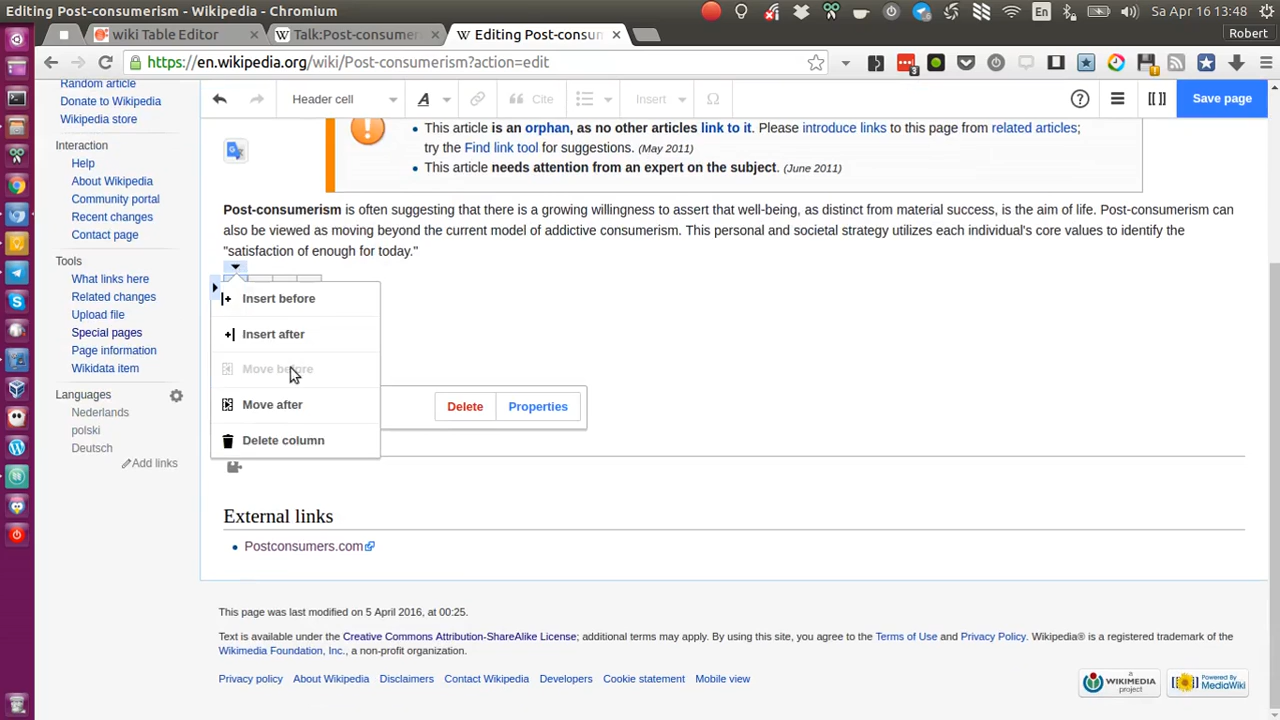 Editing Post-consumerism - Wikipedia - Chromium
En
Sa Apr 16 13:48
wiki Table Editor
Talk:Post-consumer
Editing Post-consu
Robert
https://en.wikipedia.org/wiki/Post-consumerism?action=edit
3
1
Random article
Donate to Wikipedia
Wikipedia store
Interaction
Help
About Wikipedia
Community portal
Recent changes
Contact page
Tools
What links here
Related changes
Upload file
Special pages
Page information
Wikidata item
Languages
Nederlands
polski
Deutsch
Add links
Header cell
A
Cite
Insert
Ω
Save page
This article is an orphan, as no other articles link to it. Please introduce links to this page from related articles;
try the Find link tool for suggestions. (May 2011)
This article needs attention from an expert on the subject. (June 2011)
Post-consumerism is often suggesting that there is a growing willingness to assert that well-being, as distinct from material success, is the aim of life. Post-consumerism can
also be viewed as moving beyond the current model of addictive consumerism. This personal and societal strategy utilizes each individual's core values to identify the
"satisfaction of enough for today."
Insert before
Insert after
Move before
Move after
Delete column
Delete
Properties
External links
Postconsumers.com
This page was last modified on 5 April 2016, at 00:25.
Text is available under the Creative Commons Attribution-ShareAlike License; additional terms may apply. By using this site, you agree to the Terms of Use and Privacy Policy. Wikipedia® is a registered trademark of the
Wikimedia Foundation, Inc., a non-profit organization.
Privacy policy
About Wikipedia
Disclaimers
Contact Wikipedia
Developers
Cookie statement
Mobile view
a
WIKIMEDIA
project
Powered By
MediaWiki